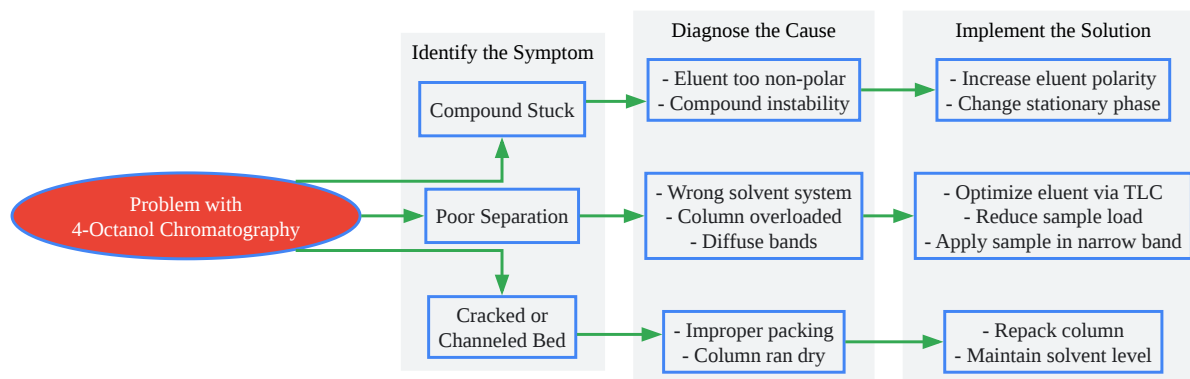 Identify the Symptom
Diagnose the Cause
Implement the Solution
Problem with
4-Octanol Chromatography
Compound Stuck
- Eluent too non-polar
- Compound instability
- Increase eluent polarity
- Change stationary phase
Poor Separation
- Wrong solvent system
- Column overloaded
- Diffuse bands
- Optimize eluent via TLC
- Reduce sample load
- Apply sample in narrow band
Cracked or
Channeled Bed
- Improper packing
- Column ran dry
- Repack column
- Maintain solvent level